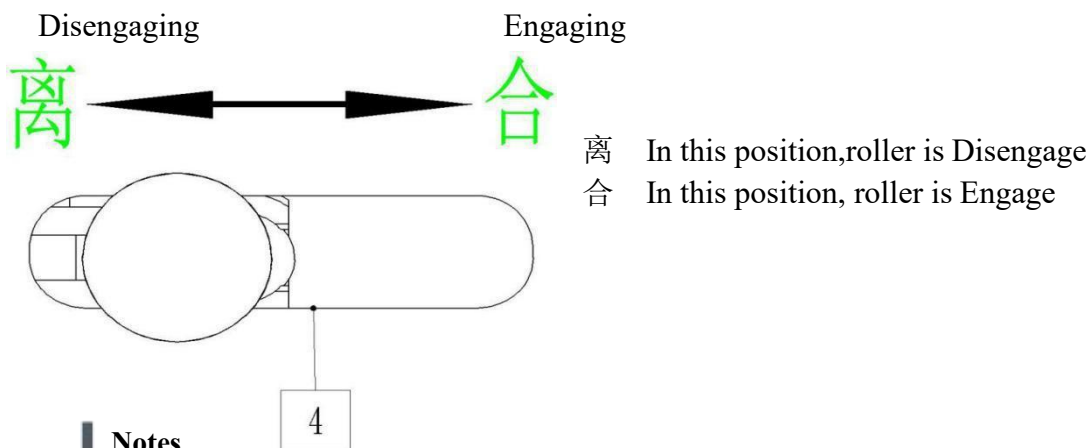 Disengaging Engaging
离 合
离 In this position,roller is Disengage
合 In this position, roller is Engage
4
Notes